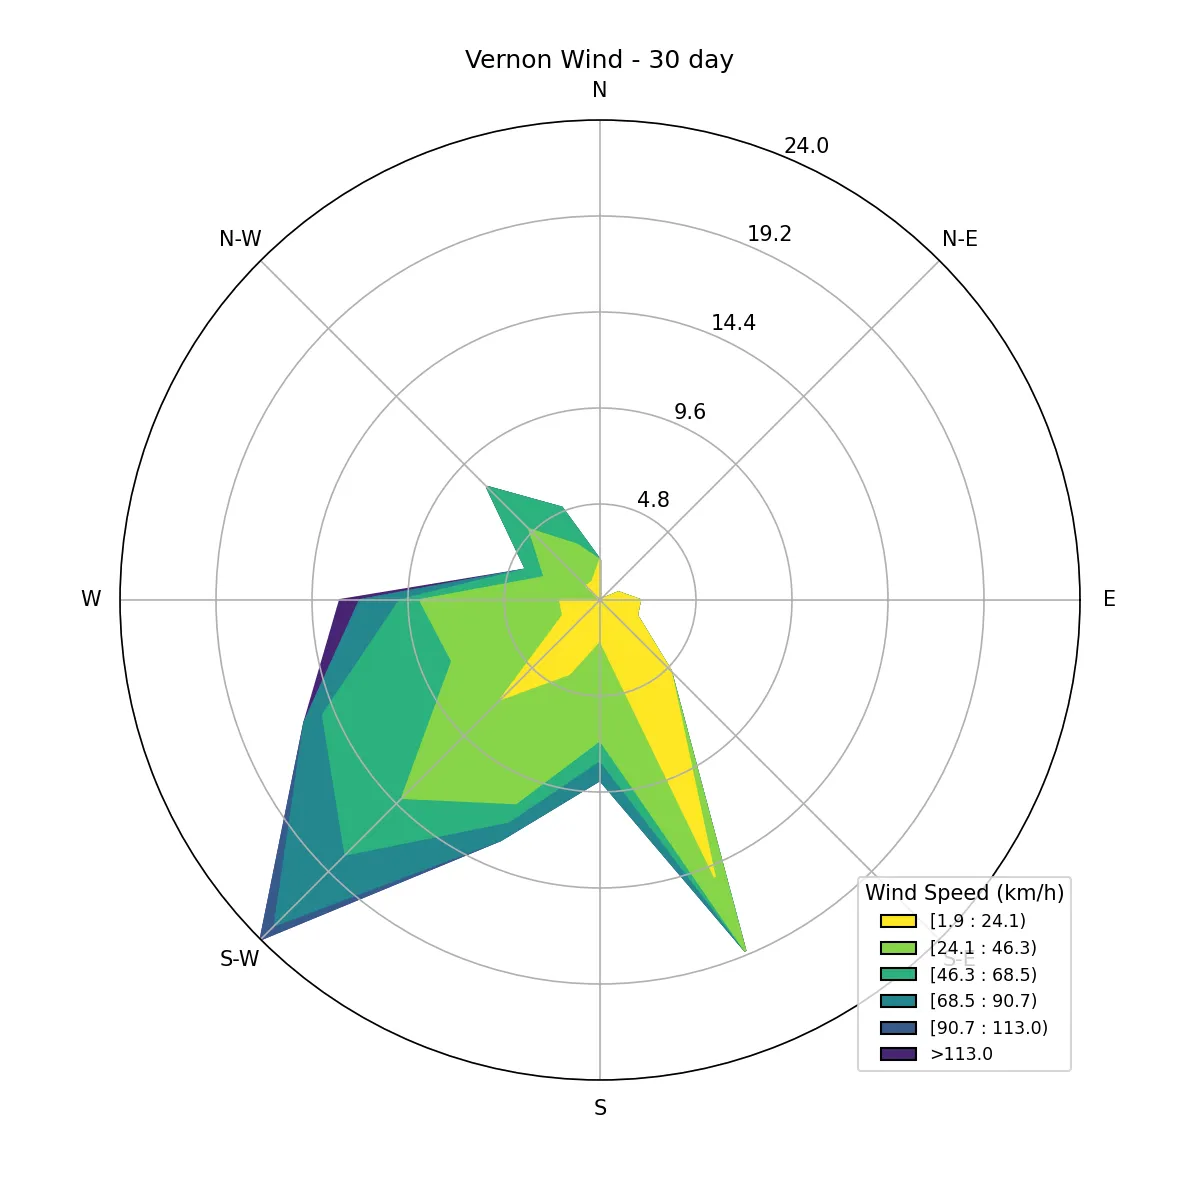 Vernon Wind - 30 day
N
24.0
N-W
19.2
N-E
14.4
9.6
4.8
W
E
S-W
S-E
S
Wind Speed (km/h)
[1.9 : 24.1)
[24.1 : 46.3)
[46.3 : 68.5)
[68.5 : 90.7)
[90.7 : 113.0)
>113.0